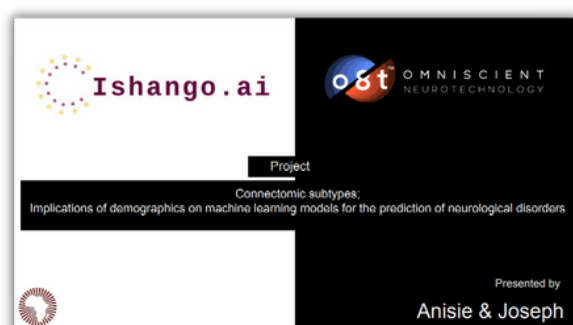 Ishango.ai
o8t
OMNISCIENT
NEUROTECHNOLOGY
Project
Connectomic subtypes;
Implications of demographics on machine learning models for the prediction of neurological disorders
Presented by
Anisie & Joseph